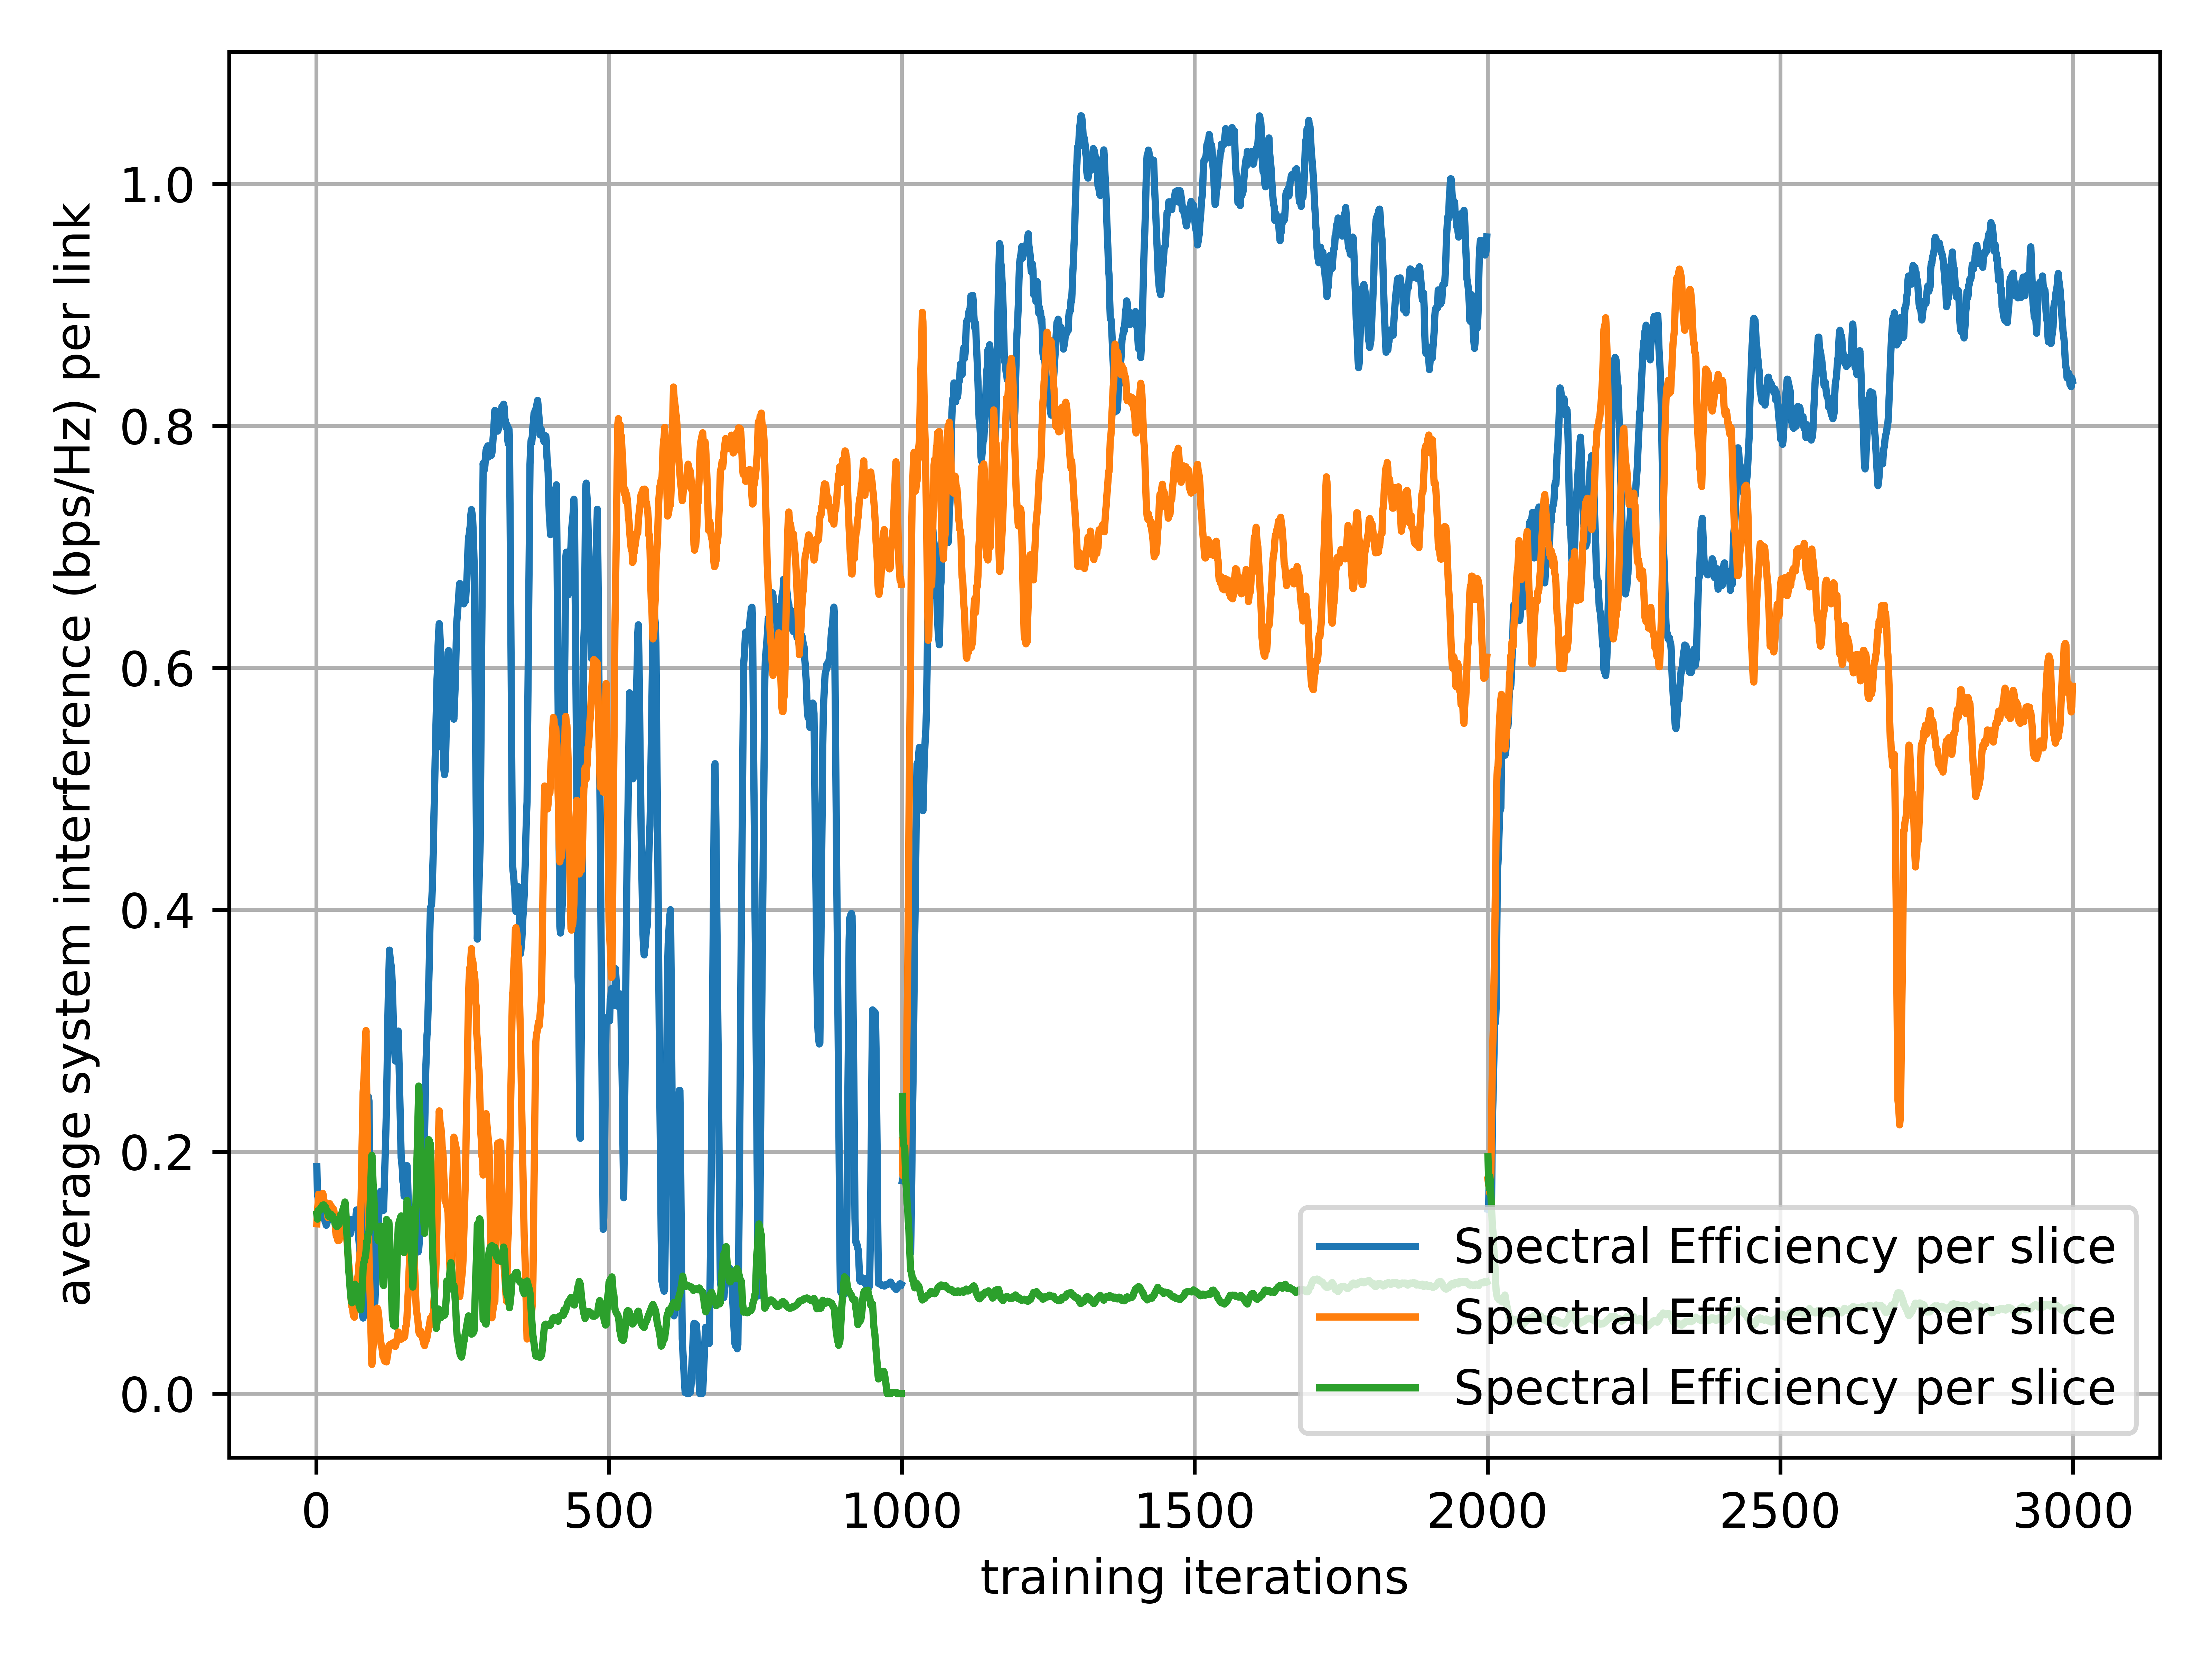 average system interference (bps/Hz) per link
1.0
0.8
0.6
0.4
0.2
0.0
Spectral Efficiency per slice
Spectral Efficiency per slice
Spectral Efficiency per slice
0 500 1000 1500 2000 2500 3000
training iterations